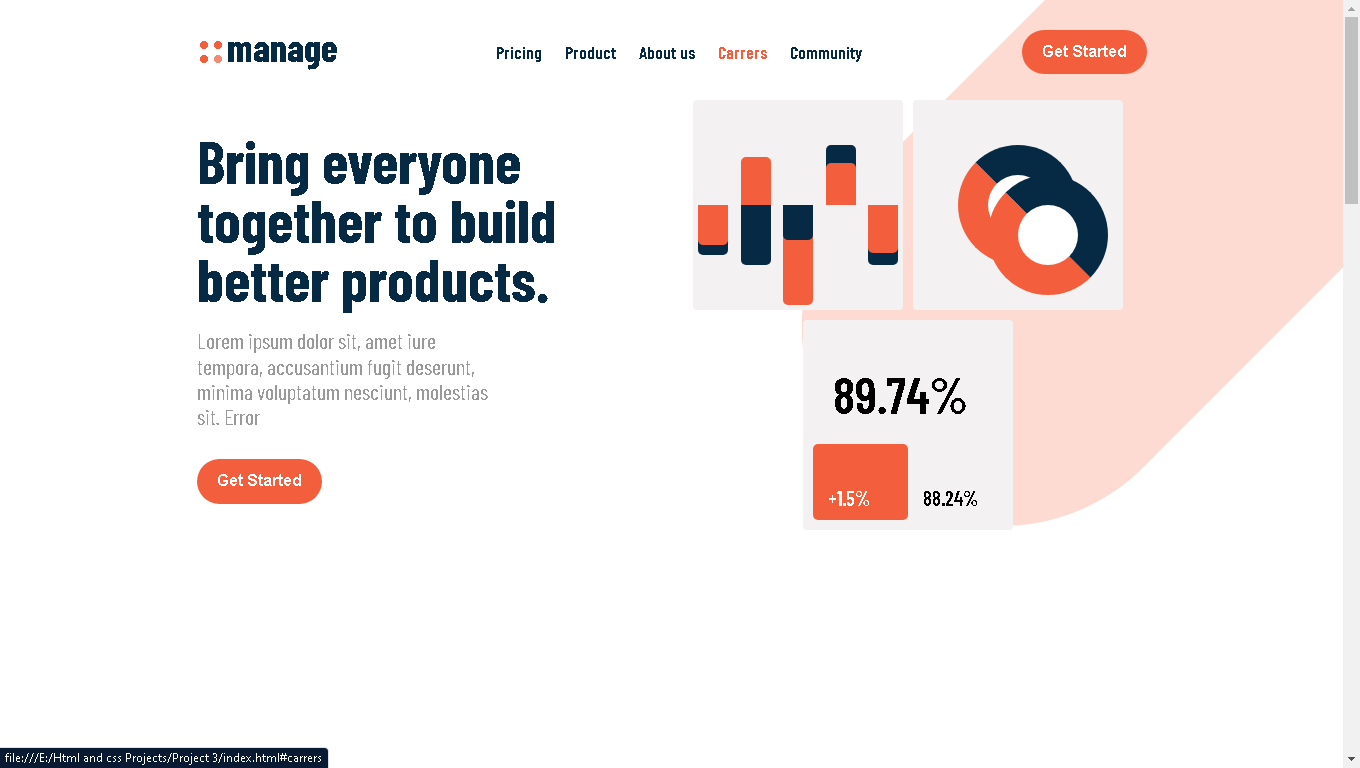 manage
Pricing Product About us Carrers Community
Get Started
Bring everyone
together to build
better products.
Lorem ipsum dolor sit, amet iure
tempora, accusantium fugit deserunt,
minima voluptatum nesciunt, molestias
sit. Error
Get Started
89.74%
+1.5%
88.24%
file:///E:/Html and css Projects/Project 3/index.html#carrers